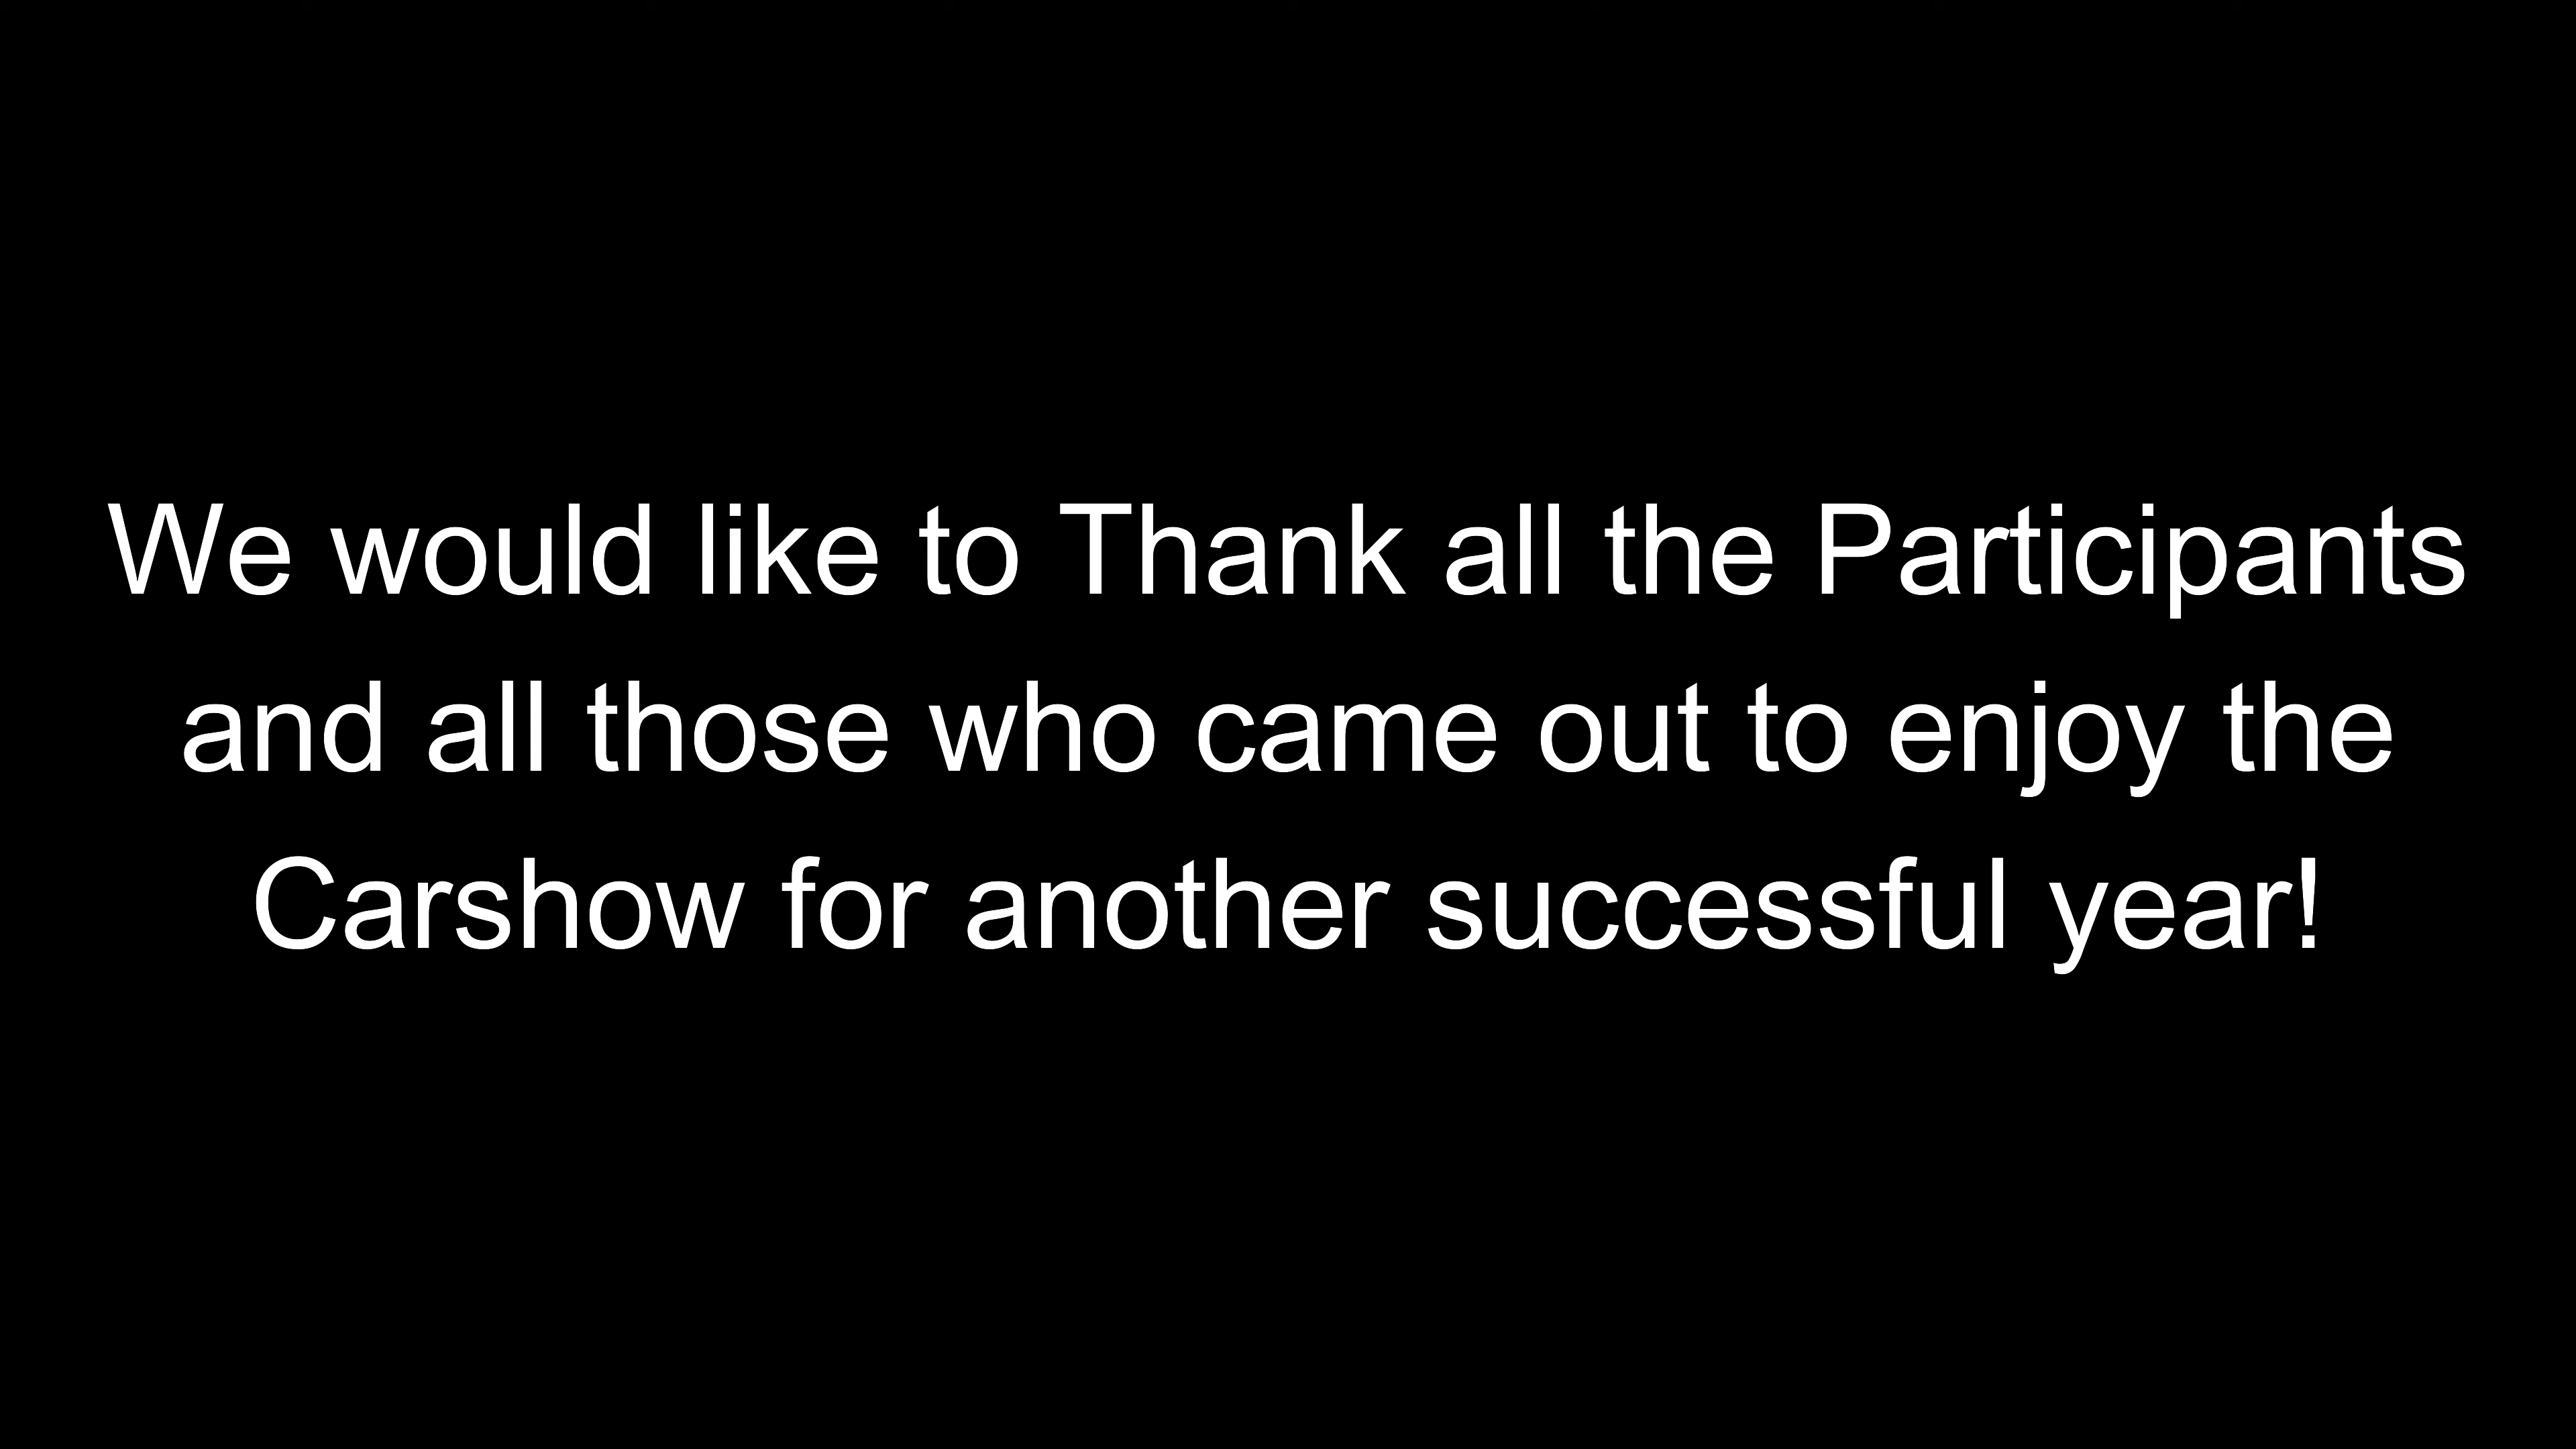 We would like to Thank all the Participants
and all those who came out to enjoy the
Carshow for another successful year!